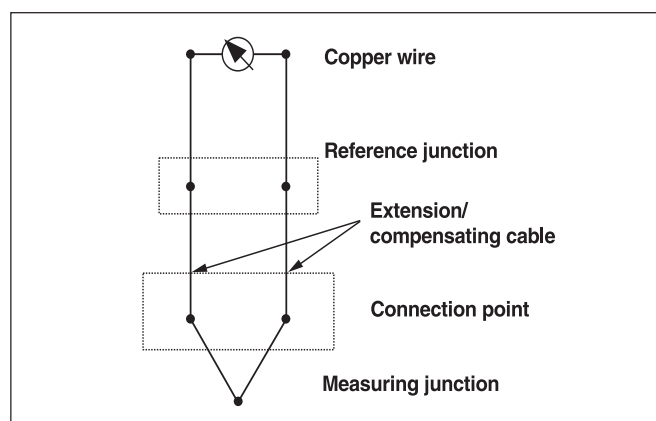 Copper wire
Reference junction
Extension/
compensating cable
Connection point
Measuring junction